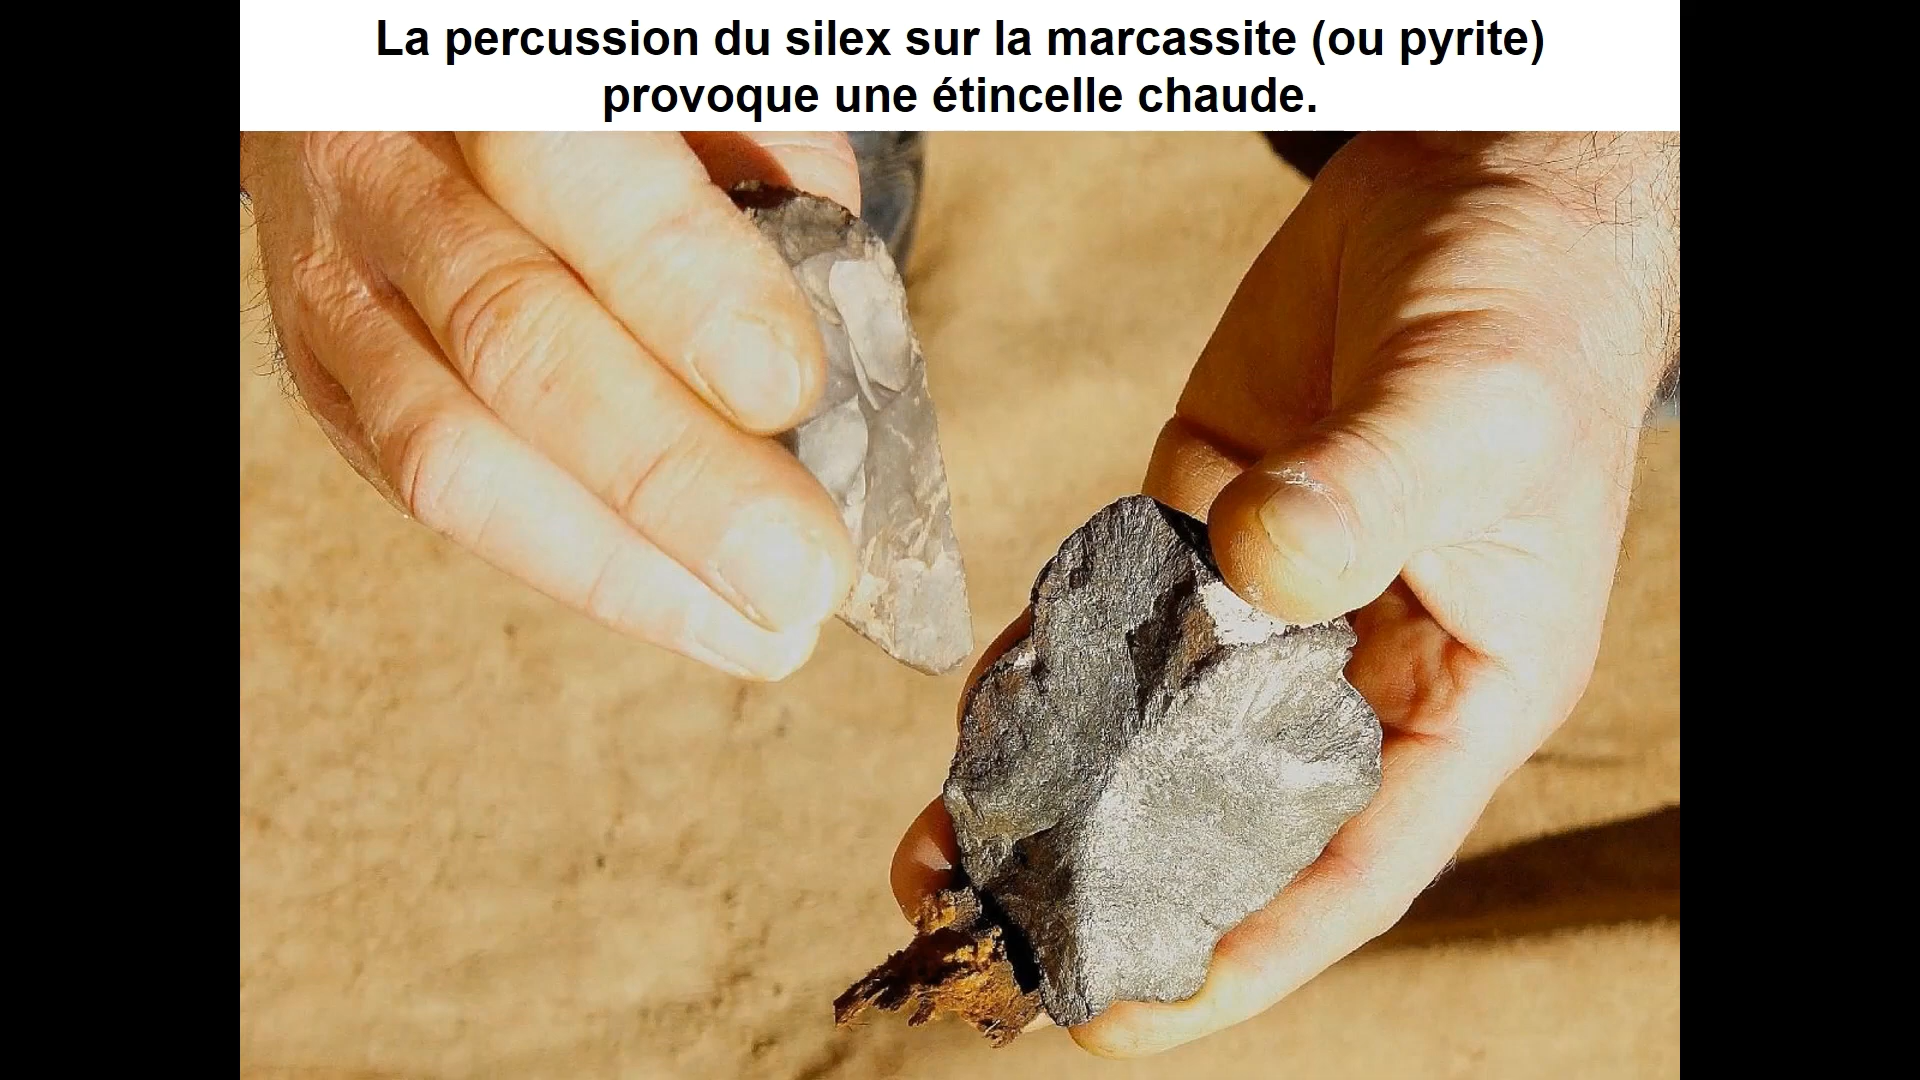 La percussion du silex sur la marcassite (ou pyrite)
provoque une étincelle chaude.